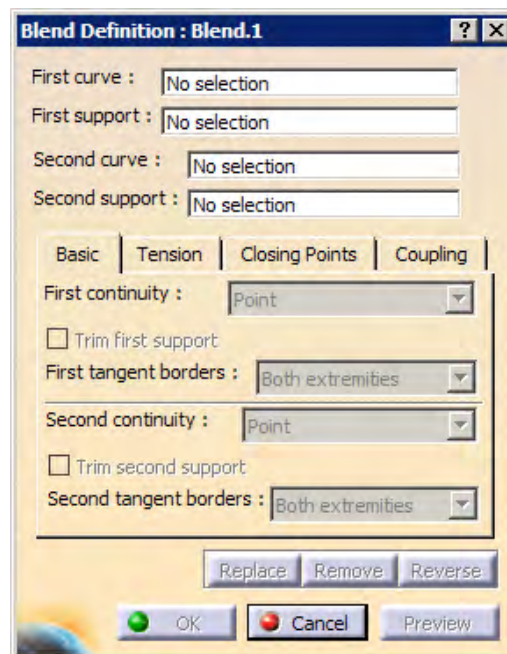 Blend Definition : Blend.1
First curve : No selection
First support : No selection
Second curve : No selection
Second support : No selection
Basic Tension Closing Points Coupling
First continuity : Point
Trim first support
First tangent borders : Both extremities
Second continuity : Point
Trim second support
Second tangent borders : Both extremities
Replace Remove Reverse
OK Cancel Preview